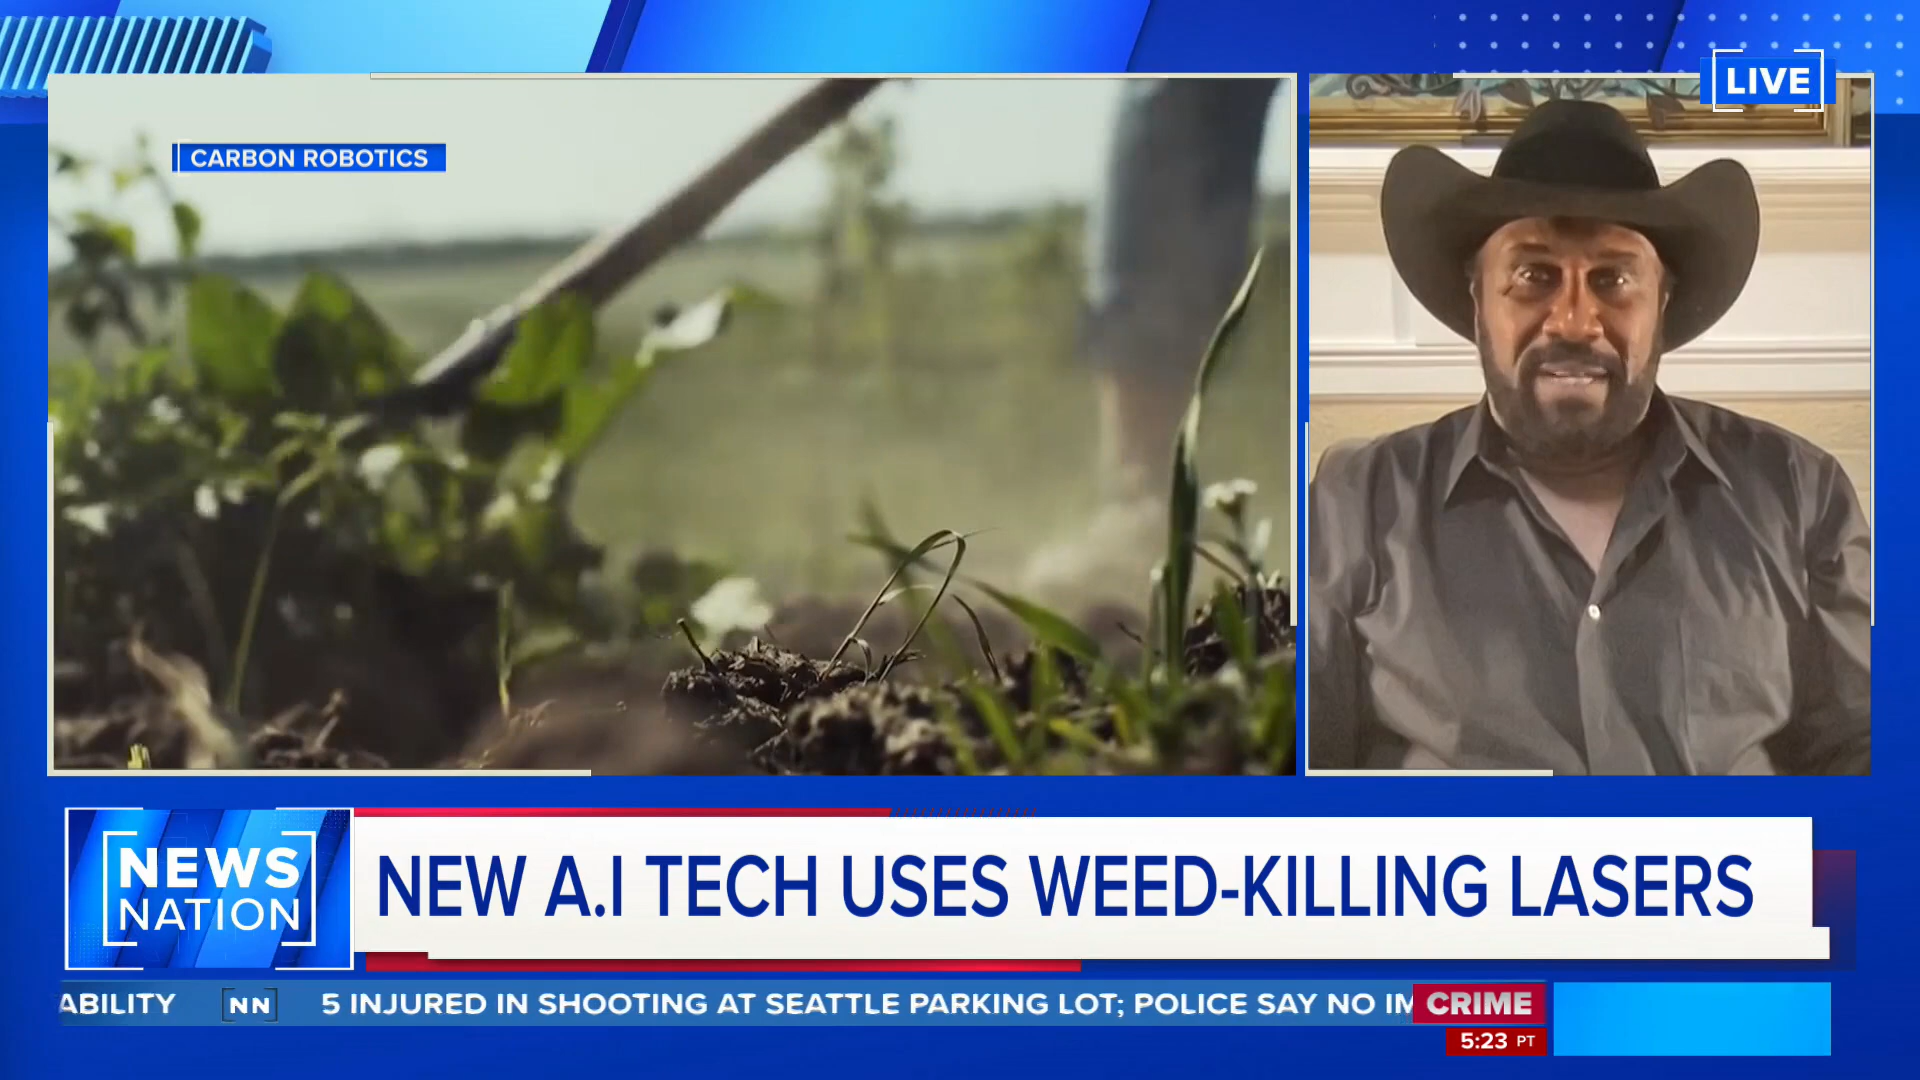 LIVE
CARBON ROBOTICS
NEWS
NATION
NEW A.I TECH USES WEED-KILLING LASERS
ABILITY NN 5 INJURED IN SHOOTING AT SEATTLE PARKING LOT; POLICE SAY NO IM
CRIME
5:23 PT